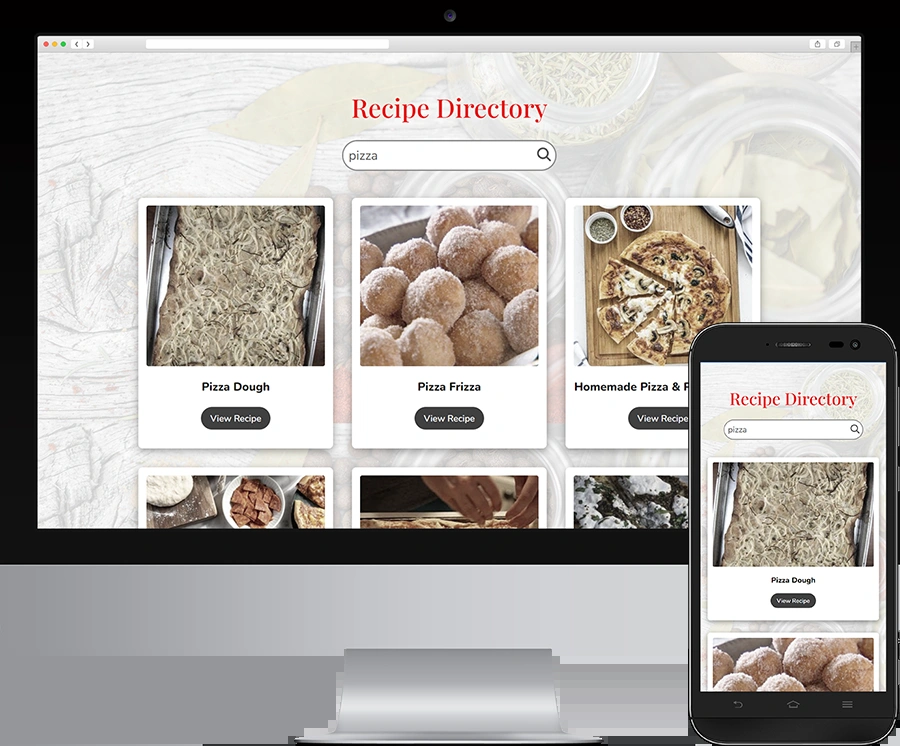 Recipe Directory
pizza
Pizza Dough
Pizza Frizza
Homemade Pizza &
View Recipe
View Recipe
View Recipe
Recipe Directory
pizza
Pizza Dough
View Recipe